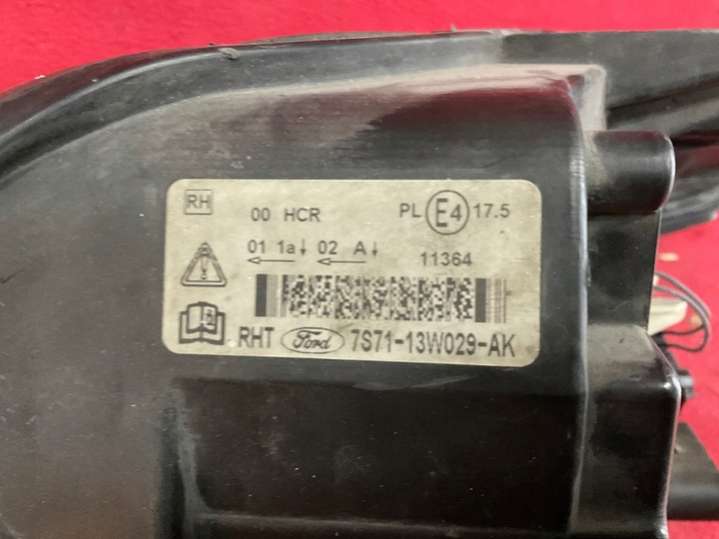 RH 00 HCR PL E4 17.5
01 1a↓ 02 A↓ 11364
RHT Ford 7S71-13W029-AK